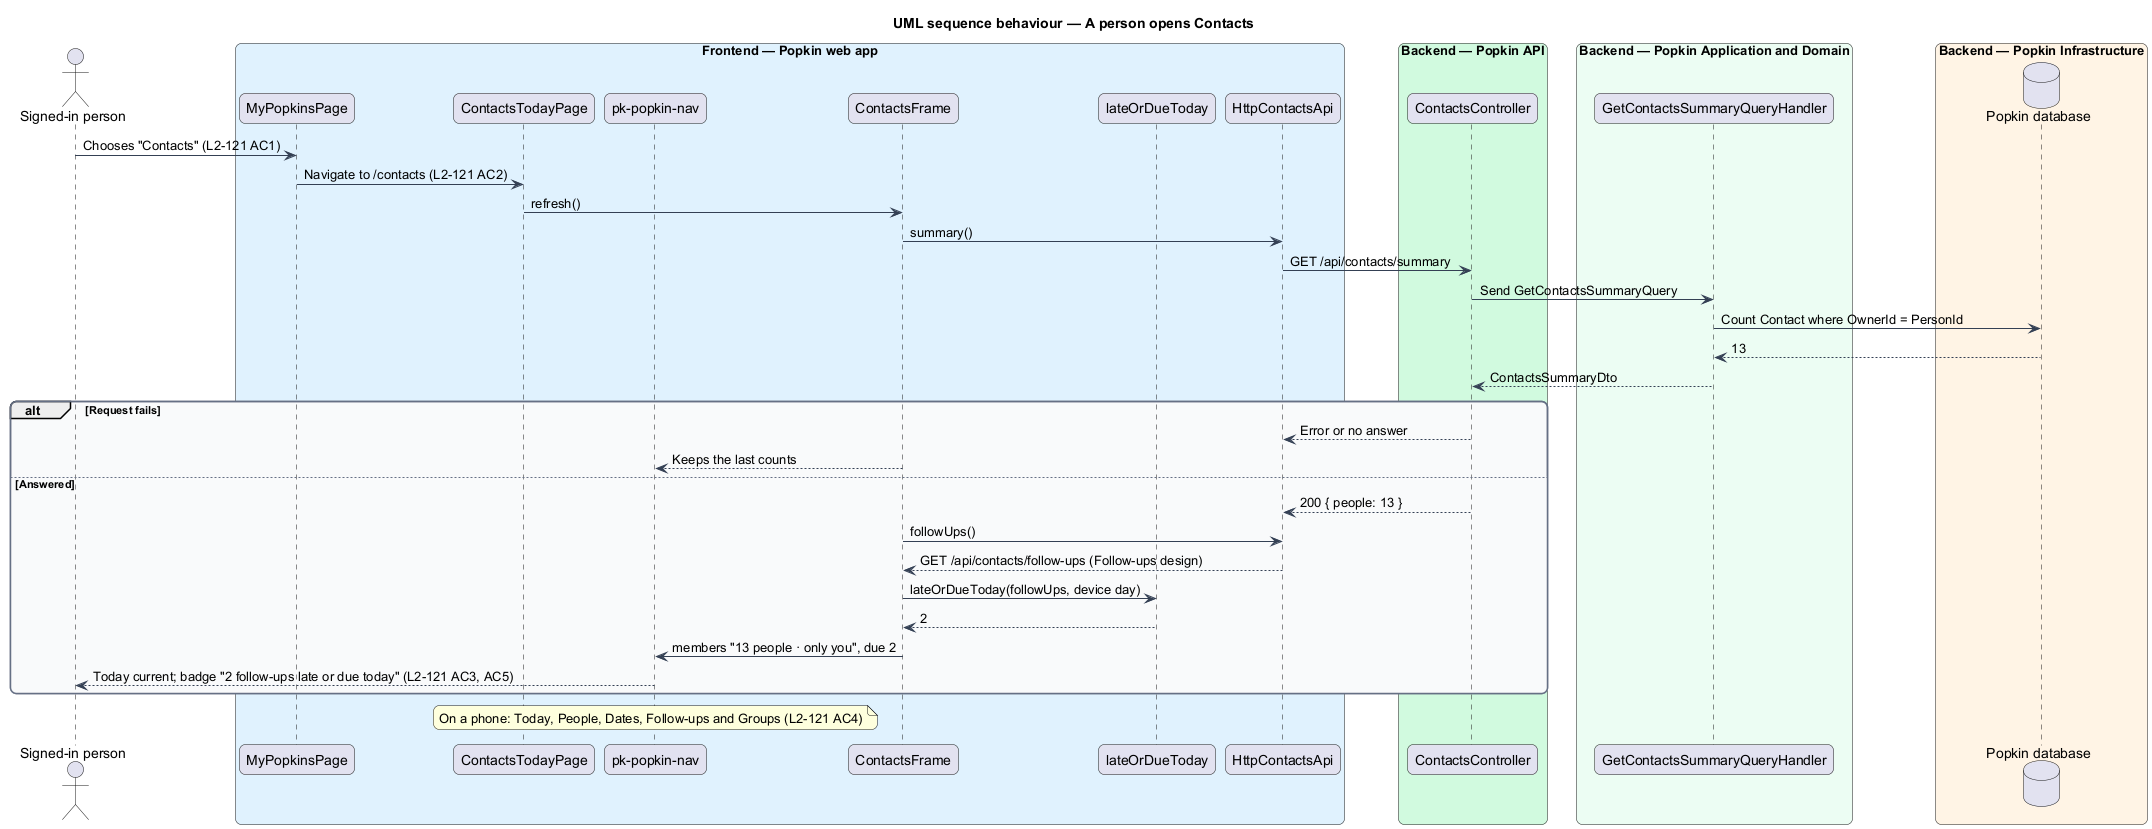 UML sequence behaviour — A person opens Contacts
Frontend — Popkin web app
Backend — Popkin API
Backend — Popkin Application and Domain
Backend — Popkin Infrastructure
Signed-in person
MyPopkinsPage
ContactsTodayPage
pk-popkin-nav
ContactsFrame
lateOrDueToday
HttpContactsApi
ContactsController
GetContactsSummaryQueryHandler
Popkin database
Chooses "Contacts" (L2-121 AC1)
Navigate to /contacts (L2-121 AC2)
refresh()
summary()
GET /api/contacts/summary
Send GetContactsSummaryQuery
Count Contact where OwnerId = PersonId
13
ContactsSummaryDto
alt
[Request fails]
Error or no answer
Keeps the last counts
[Answered]
200 { people: 13 }
followUps()
GET /api/contacts/follow-ups (Follow-ups design)
lateOrDueToday(followUps, device day)
2
members "13 people · only you", due 2
Today current; badge "2 follow-ups late or due today" (L2-121 AC3, AC5)
On a phone: Today, People, Dates, Follow-ups and Groups (L2-121 AC4)
Signed-in person
MyPopkinsPage
ContactsTodayPage
pk-popkin-nav
ContactsFrame
lateOrDueToday
HttpContactsApi
ContactsController
GetContactsSummaryQueryHandler
Popkin database